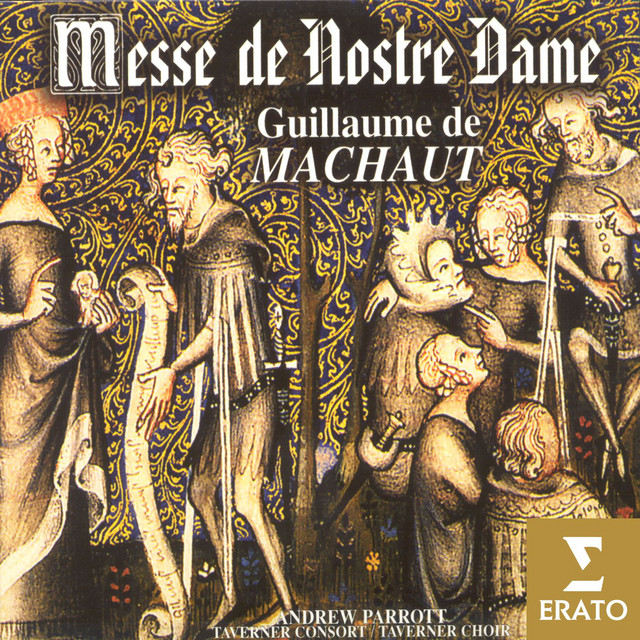 Messe de Nostre Dame
Guillaume de
MACHAUT
ANDREW PARROTT
TAVERNER CONSORT / TAVERNER CHOIR
ERATO